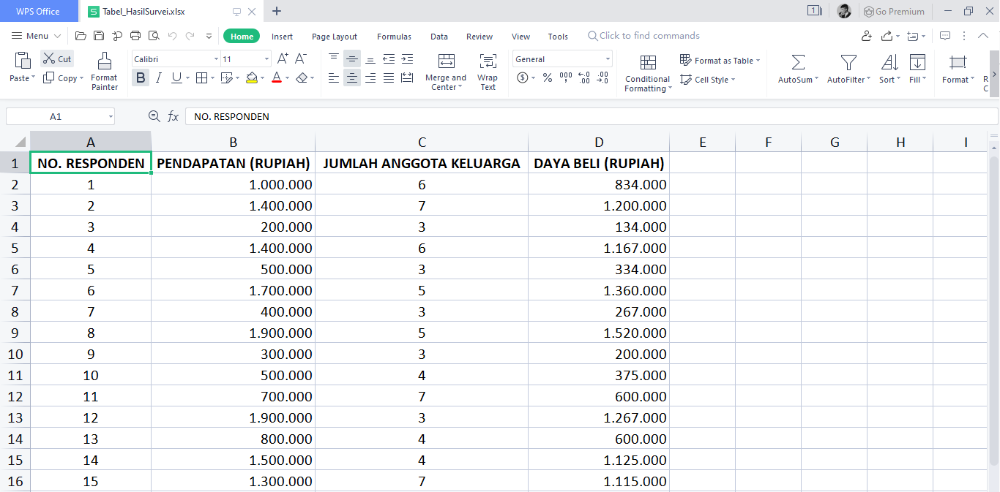 WPS Office
S Tabel_HasilSurvei.xlsx
1
Go Premium
Menu
Home Insert Page Layout Formulas Data Review View Tools Click to find commands
Paste Cut Copy Format Painter
Calibri 11 A+ A-
B I U A
Merge and Center
Wrap Text
General
$ % 000 ←.0 .00 .00 →.0
Conditional Formatting
Format as Table
Cell Style
AutoSum AutoFilter Sort Fill Format R C
A1 fx NO. RESPONDEN
A B C D E F G H I
1 NO. RESPONDEN PENDAPATAN (RUPIAH) JUMLAH ANGGOTA KELUARGA DAYA BELI (RUPIAH)
2 1 1.000.000 6 834.000
3 2 1.400.000 7 1.200.000
4 3 200.000 3 134.000
5 4 1.400.000 6 1.167.000
6 5 500.000 3 334.000
7 6 1.700.000 5 1.360.000
8 7 400.000 3 267.000
9 8 1.900.000 5 1.520.000
10 9 300.000 3 200.000
11 10 500.000 4 375.000
12 11 700.000 7 600.000
13 12 1.900.000 3 1.267.000
14 13 800.000 4 600.000
15 14 1.500.000 4 1.125.000
16 15 1.300.000 7 1.115.000